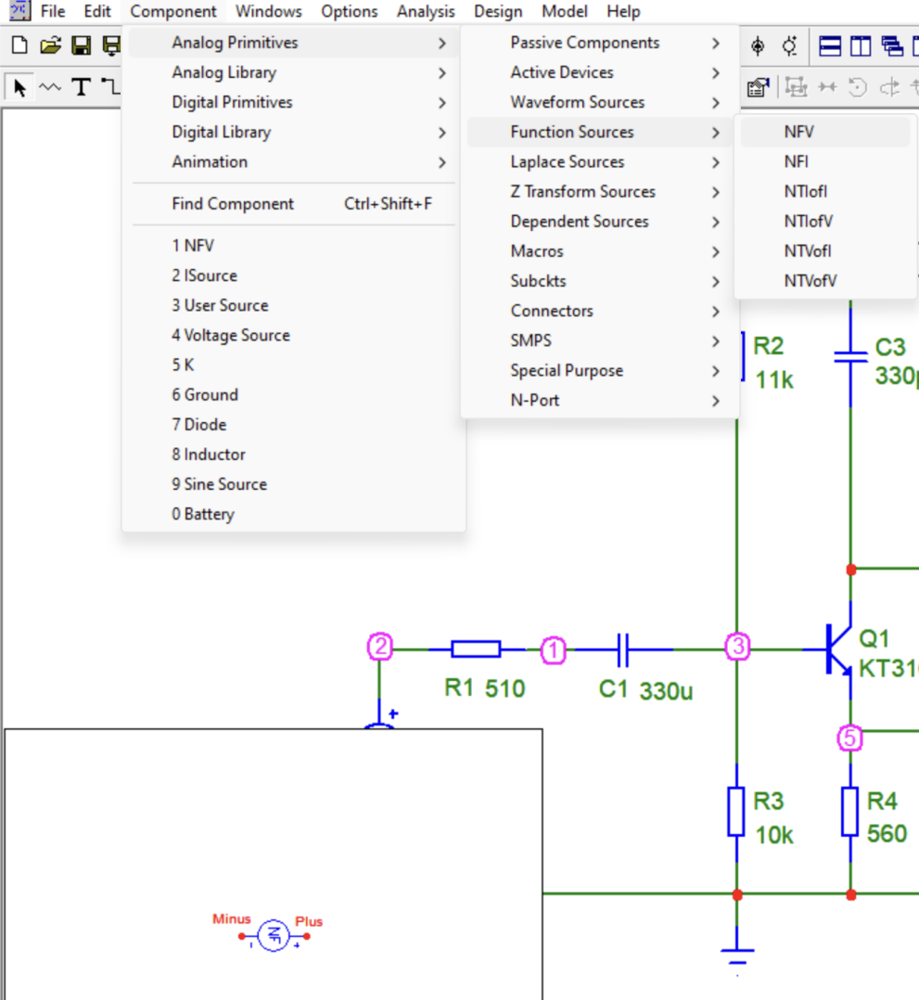 File Edit Component Windows Options Analysis Design Model Help
T
Analog Primitives
Analog Library
Digital Primitives
Digital Library
Animation
Find Component Ctrl+Shift+F
1 NFV
2 ISource
3 User Source
4 Voltage Source
5 K
6 Ground
7 Diode
8 Inductor
9 Sine Source
0 Battery
Passive Components
Active Devices
Waveform Sources
Function Sources
Laplace Sources
Z Transform Sources
Dependent Sources
Macros
Subckts
Connectors
SMPS
Special Purpose
N-Port
NFV
NFI
NTIofI
NTIofV
NTVofI
NTVofV
R2
11k
C3
330p
2
1
3
R1 510
C1 330u
Q1
KT31
+
5
R3
10k
R4
560
Minus
Plus
NF
- +